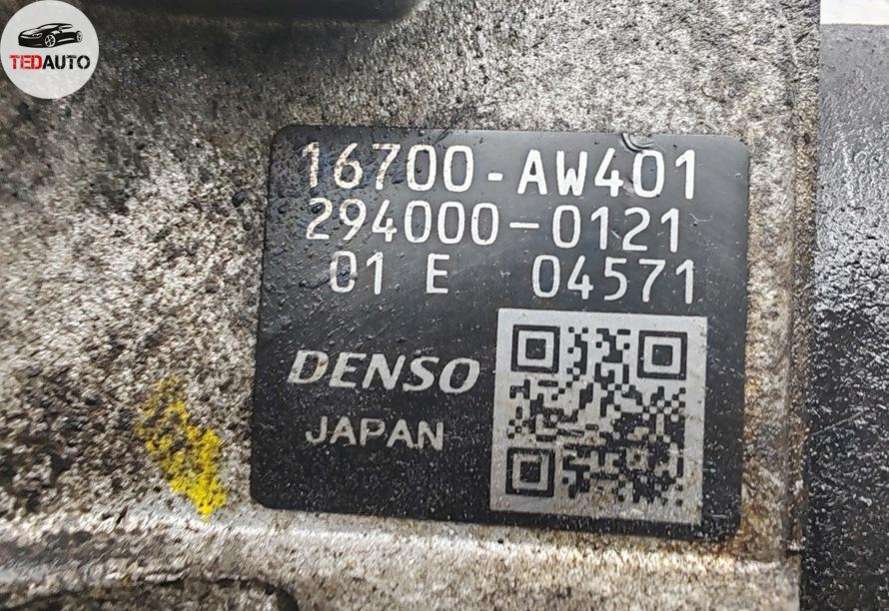 TEDAUTO
16700-AW401
294000-0121
01 E 04571
DENSO
JAPAN